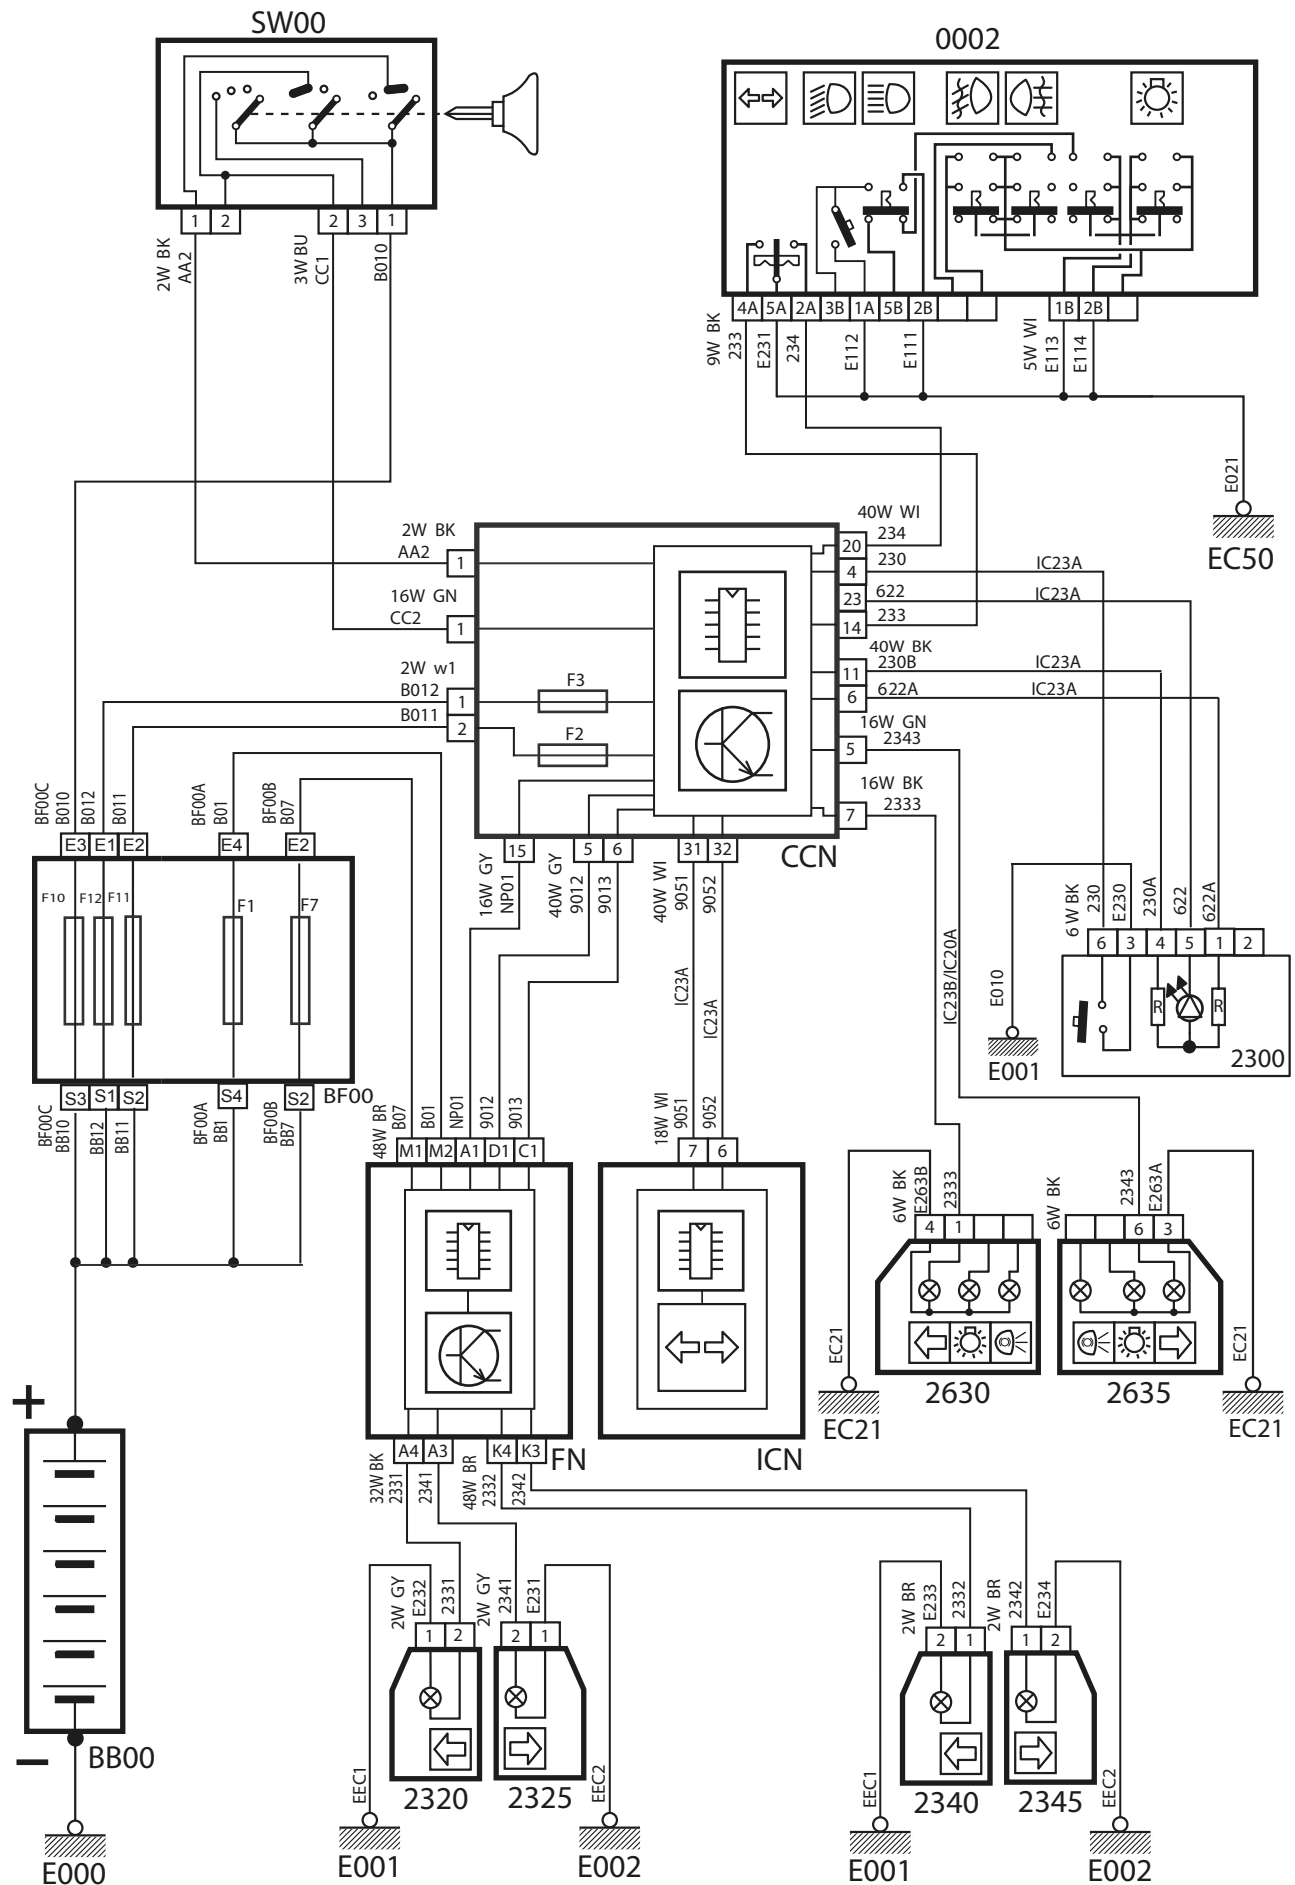 SW00
1 2 2 3 1
2W BK
AA2
3W BU
CC1
B010
0002
4A 5A 2A 3B 1A 5B 2B 1B 2B
9W BK
233
E231
234
E112
E111
5W WI
E113
E114
E021
EC50
2W BK
AA2
1
16W GN
CC2
1
2W w1
B012
1
B011
2
F3
F2
40W WI
234
20
230
4
IC23A
622
23
IC23A
233
14
40W BK
230B
11
IC23A
622A
6
IC23A
16W GN
2343
5
16W BK
2333
7
CCN
15 5 6 31 32
16W GY
NP01
40W GY
9012
9013
40W WI
9051
9052
IC23A
IC23A
IC23B/IC20A
BF00C
B010
B012
B011
BF00A
B01
BF00B
B07
E3 E1 E2 E4 E2
F10 F12 F11 F1 F7
S3 S1 S2 S4 S2
BF00
BF00C
BB10
BB12
BB11
BF00A
BB1
BF00B
BB7
E010
E001
6 W BK
230
E230
230A
622
622A
6 3 4 5 1 2
R R
2300
48W BR
B07
B01
NP01
9012
9013
M1 M2 A1 D1 C1
18W WI
9051
9052
7 6
6W BK
E263B
2333
4 1
6W BK
2343
E263A
6 3
EC21
EC21
2630
2635
EC21
EC21
A4 A3 K4 K3
FN
ICN
32W BK
2331
2341
48W BR
2332
2342
+
−
BB00
E000
2W GY
E232
2331
1 2
2W GY
2341
E231
2 1
EEC1
2320
2325
EEC2
E001
E002
2W BR
E233
2332
2 1
2W BR
2342
E234
1 2
EEC1
2340
2345
EEC2
E001
E002